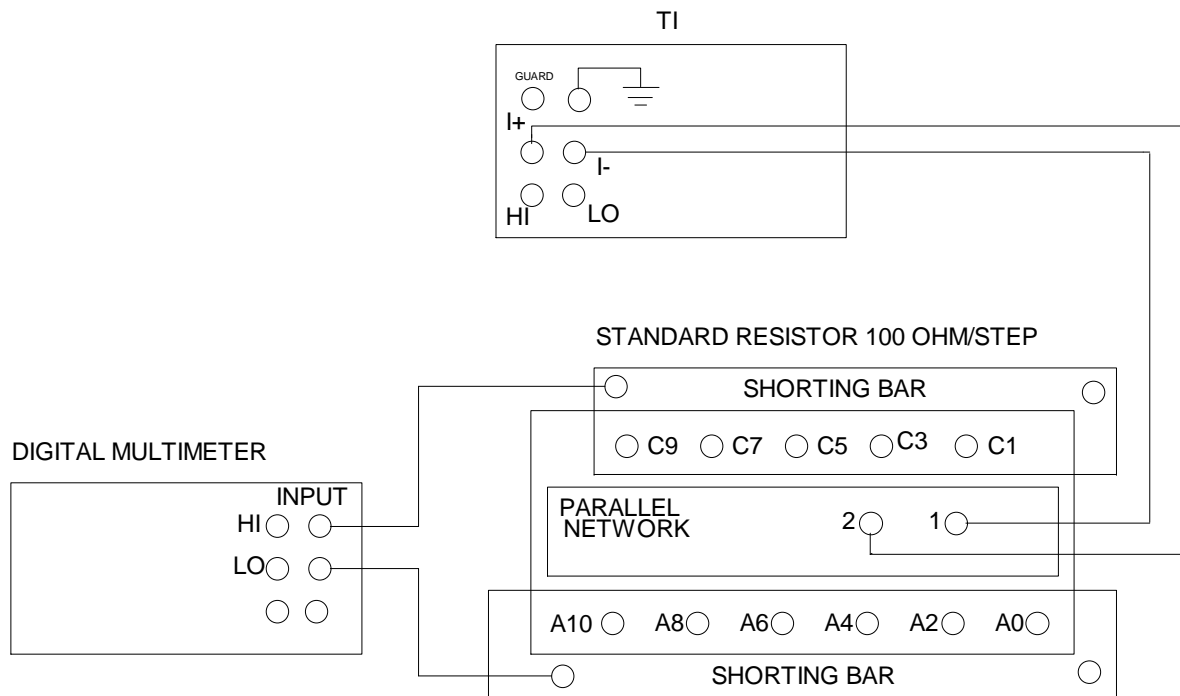 TI
GUARD
I+
I-
HI
LO
STANDARD RESISTOR 100 OHM/STEP
SHORTING BAR
C9 C7 C5 C3 C1
DIGITAL MULTIMETER
INPUT
HI
LO
PARALLEL
NETWORK
2 1
A10 A8 A6 A4 A2 A0
SHORTING BAR